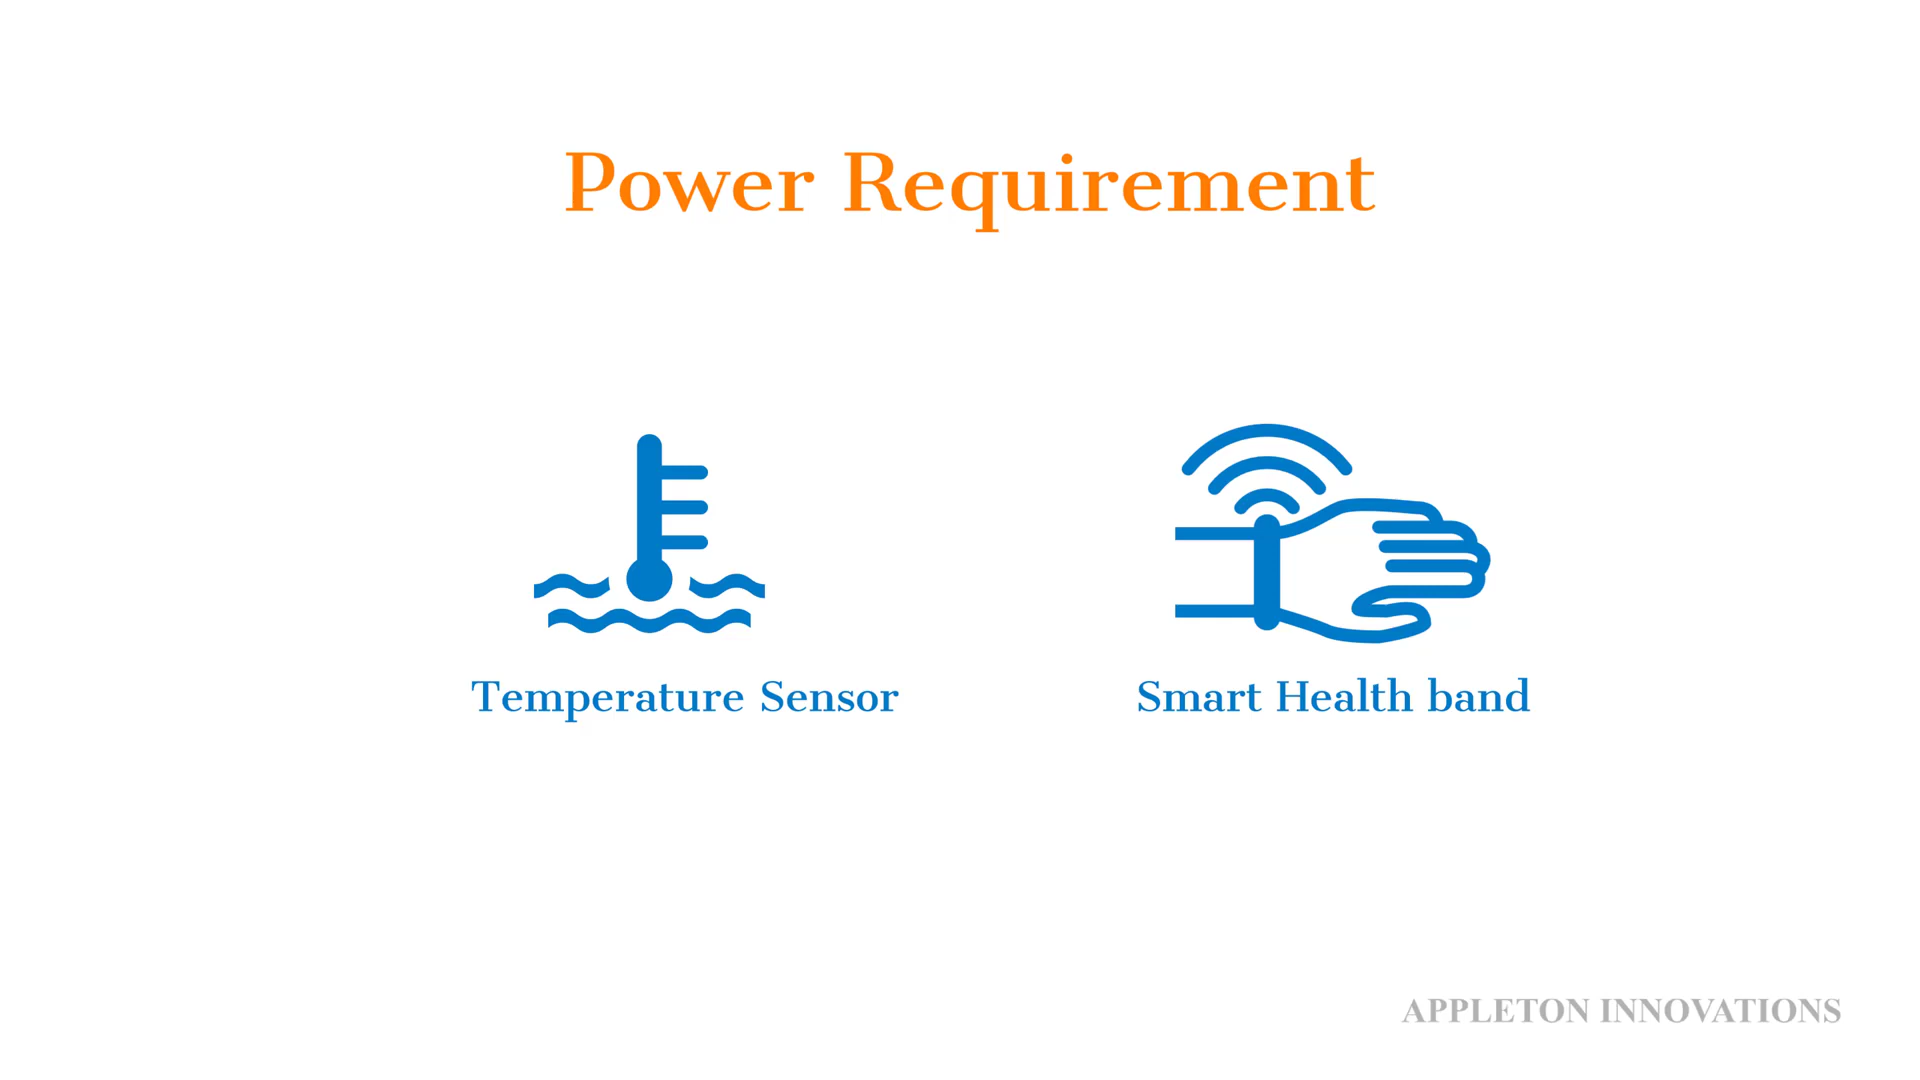 Power Requirement
Temperature Sensor
Smart Health band
APPLETON INNOVATIONS